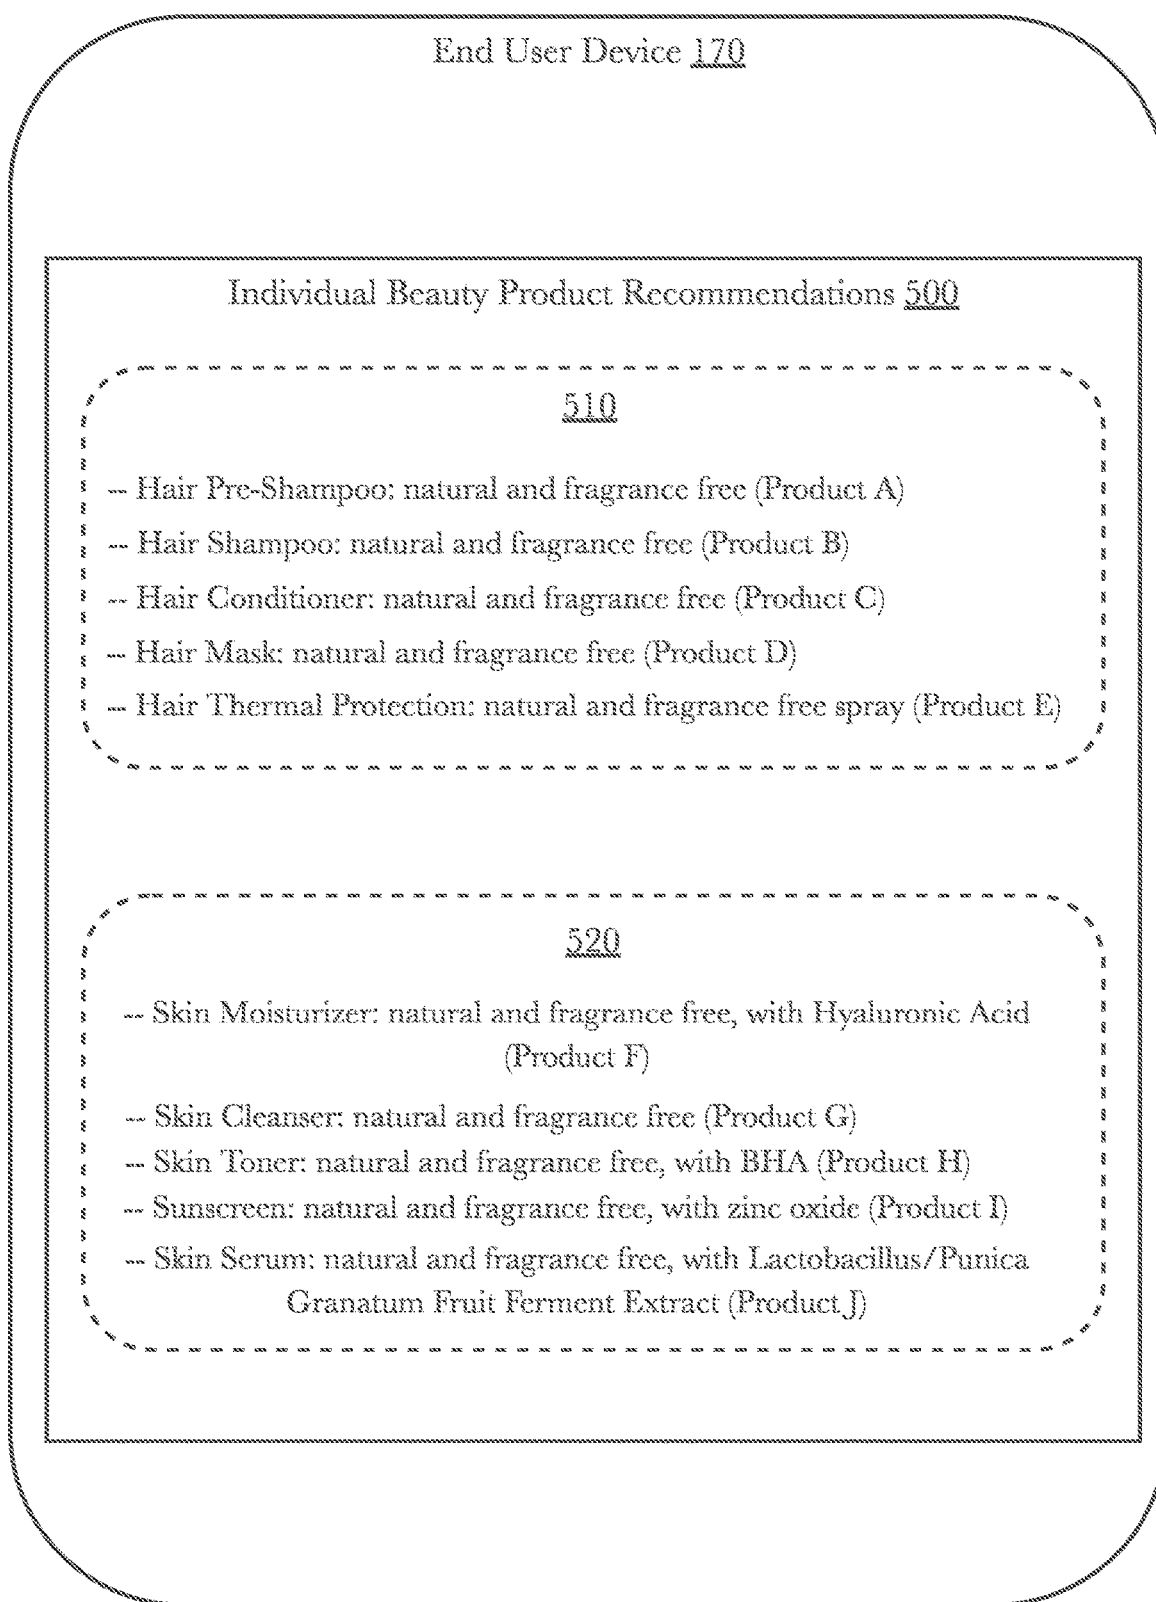 End User Device 170
Individual Beauty Product Recommendations 500
510
-- Hair Pre-Shampoo: natural and fragrance free (Product A)
-- Hair Shampoo: natural and fragrance free (Product B)
-- Hair Conditioner: natural and fragrance free (Product C)
-- Hair Mask: natural and fragrance free (Product D)
-- Hair Thermal Protection: natural and fragrance free spray (Product E)
520
-- Skin Moisturizer: natural and fragrance free, with Hyaluronic Acid
(Product F)
-- Skin Cleanser: natural and fragrance free (Product G)
-- Skin Toner: natural and fragrance free, with BHA (Product H)
-- Sunscreen: natural and fragrance free, with zinc oxide (Product I)
-- Skin Serum: natural and fragrance free, with Lactobacillus/Punica
Granatum Fruit Ferment Extract (Product J)